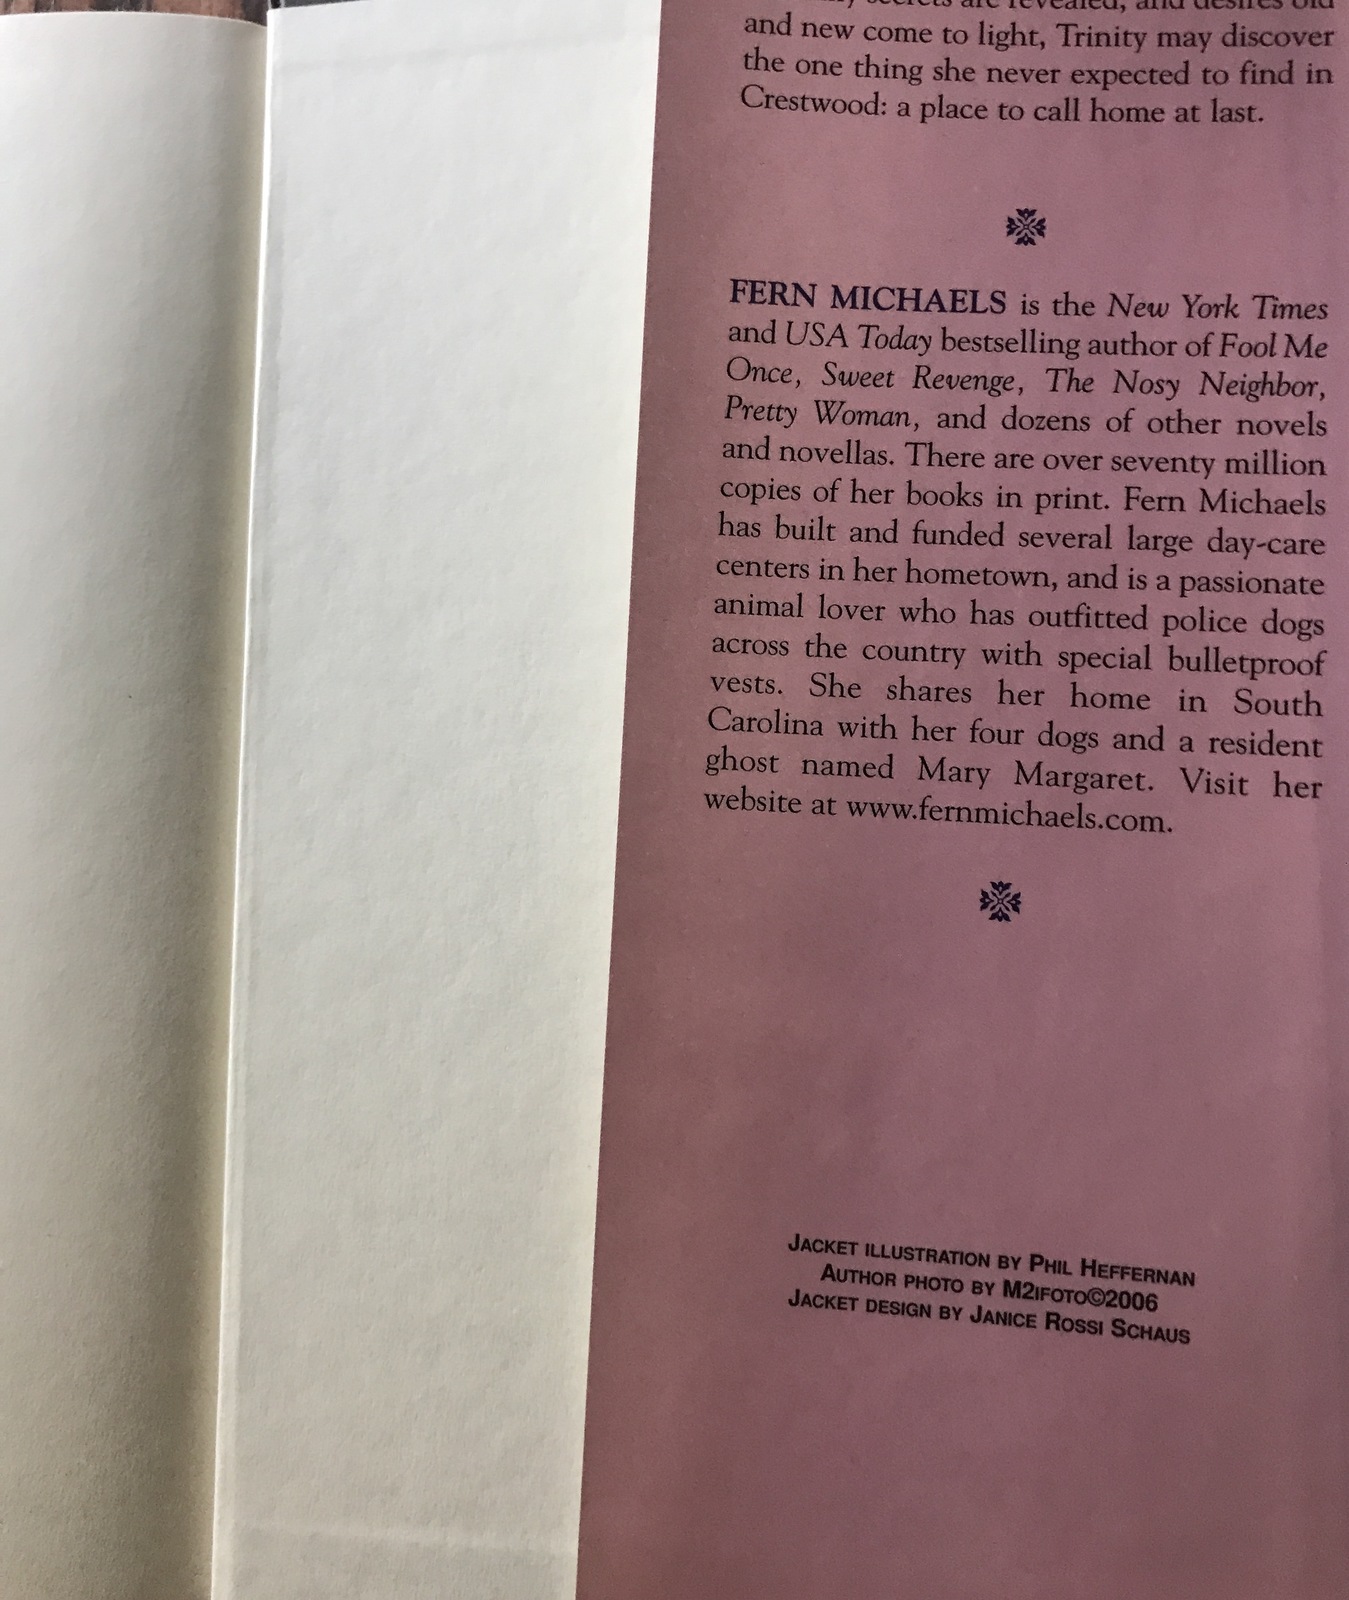 secrets are revealed, and desires old
and new come to light, Trinity may discover
the one thing she never expected to find in
Crestwood: a place to call home at last.
FERN MICHAELS is the New York Times
and USA Today bestselling author of Fool Me
Once, Sweet Revenge, The Nosy Neighbor,
Pretty Woman, and dozens of other novels
and novellas. There are over seventy million
copies of her books in print. Fern Michaels
has built and funded several large day-care
centers in her hometown, and is a passionate
animal lover who has outfitted police dogs
across the country with special bulletproof
vests. She shares her home in South
Carolina with her four dogs and a resident
ghost named Mary Margaret. Visit her
website at www.fernmichaels.com.
JACKET ILLUSTRATION BY PHIL HEFFERNAN
AUTHOR PHOTO BY M2IFOTO©2006
JACKET DESIGN BY JANICE ROSSI SCHAUS